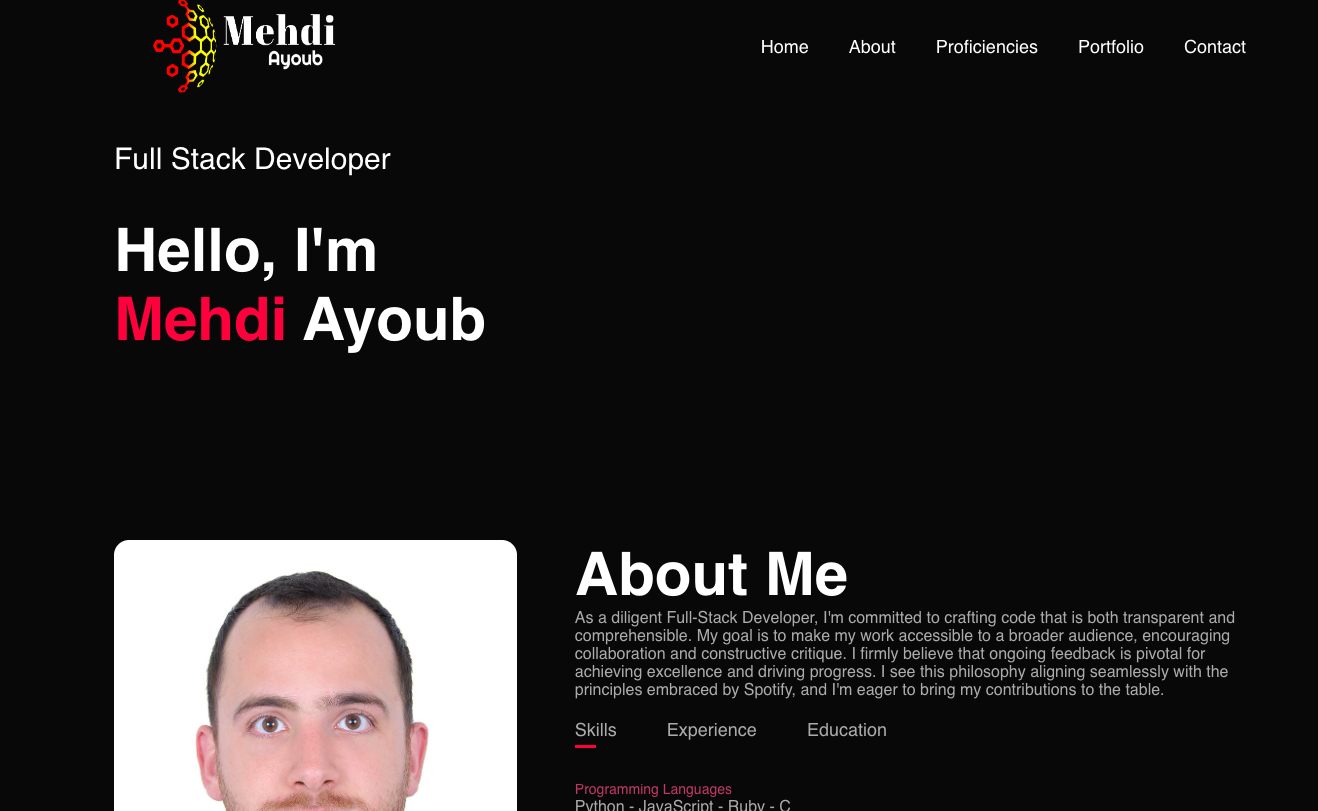 Mehdi
Ayoub
Home About Proficiencies Portfolio Contact
Full Stack Developer
Hello, I'm
Mehdi Ayoub
About Me
As a diligent Full-Stack Developer, I'm committed to crafting code that is both transparent and
comprehensible. My goal is to make my work accessible to a broader audience, encouraging
collaboration and constructive critique. I firmly believe that ongoing feedback is pivotal for
achieving excellence and driving progress. I see this philosophy aligning seamlessly with the
principles embraced by Spotify, and I'm eager to bring my contributions to the table.
Skills Experience Education
Programming Languages
Python - JavaScript - Ruby - C